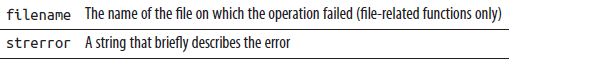 filename The name of the file on which the operation failed (file-related functions only)
strerror A string that briefly describes the error